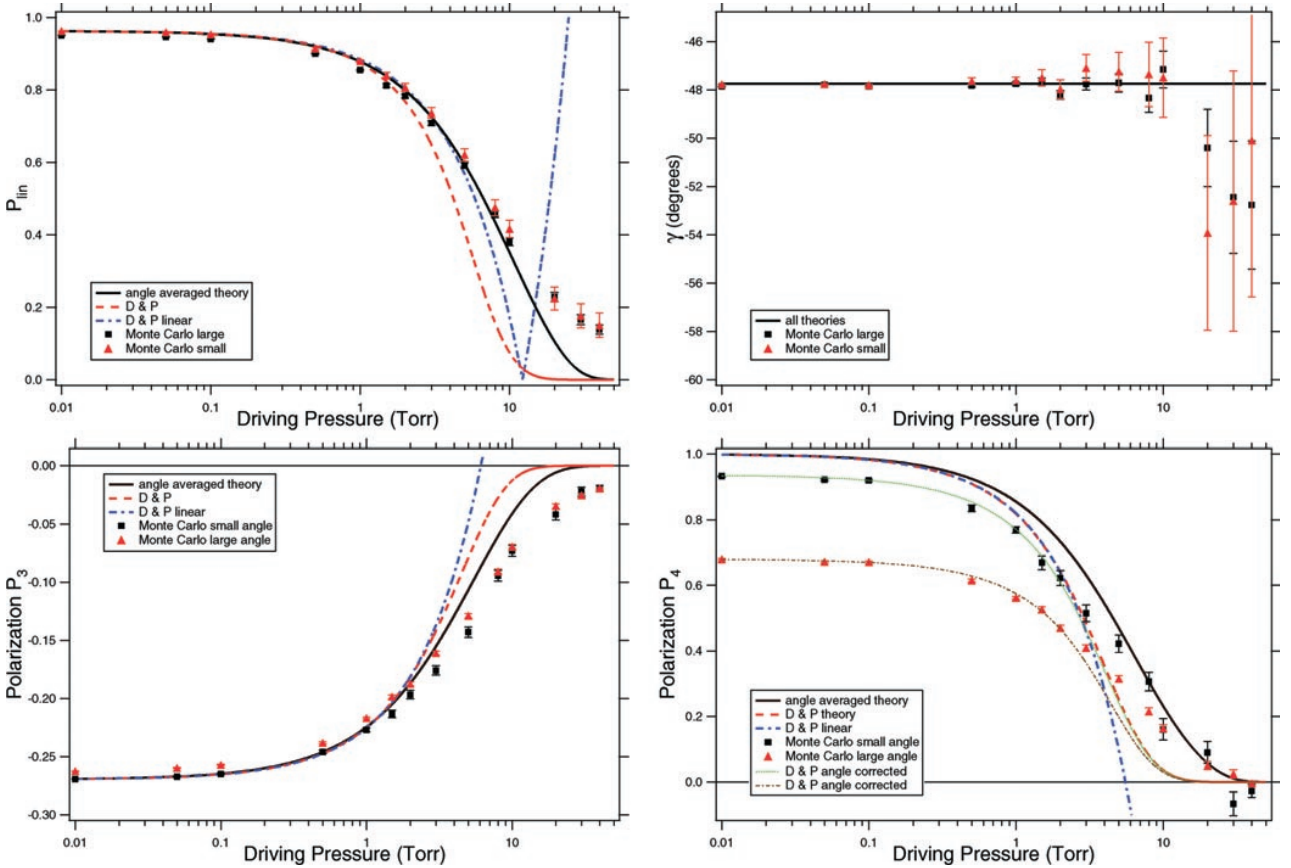 1.0
0.8
0.6
0.4
0.2
0.0
P_lin
angle averaged theory
D & P
D & P linear
Monte Carlo large
Monte Carlo small
0.01
0.1
1
10
Driving Pressure (Torr)
-46
-48
-50
-52
-54
-56
-58
-60
γ (degrees)
all theories
Monte Carlo large
Monte Carlo small
0.01
0.1
1
10
Driving Pressure (Torr)
0.00
-0.05
-0.10
-0.15
-0.20
-0.25
-0.30
Polarization P_3
angle averaged theory
D & P
D & P linear
Monte Carlo small angle
Monte Carlo large angle
0.01
0.1
1
10
Driving Pressure (Torr)
1.0
0.8
0.6
0.4
0.2
0.0
Polarization P_4
angle averaged theory
D & P theory
D & P linear
Monte Carlo small angle
Monte Carlo large angle
D & P angle corrected
D & P angle corrected
0.01
0.1
1
10
Driving Pressure (Torr)